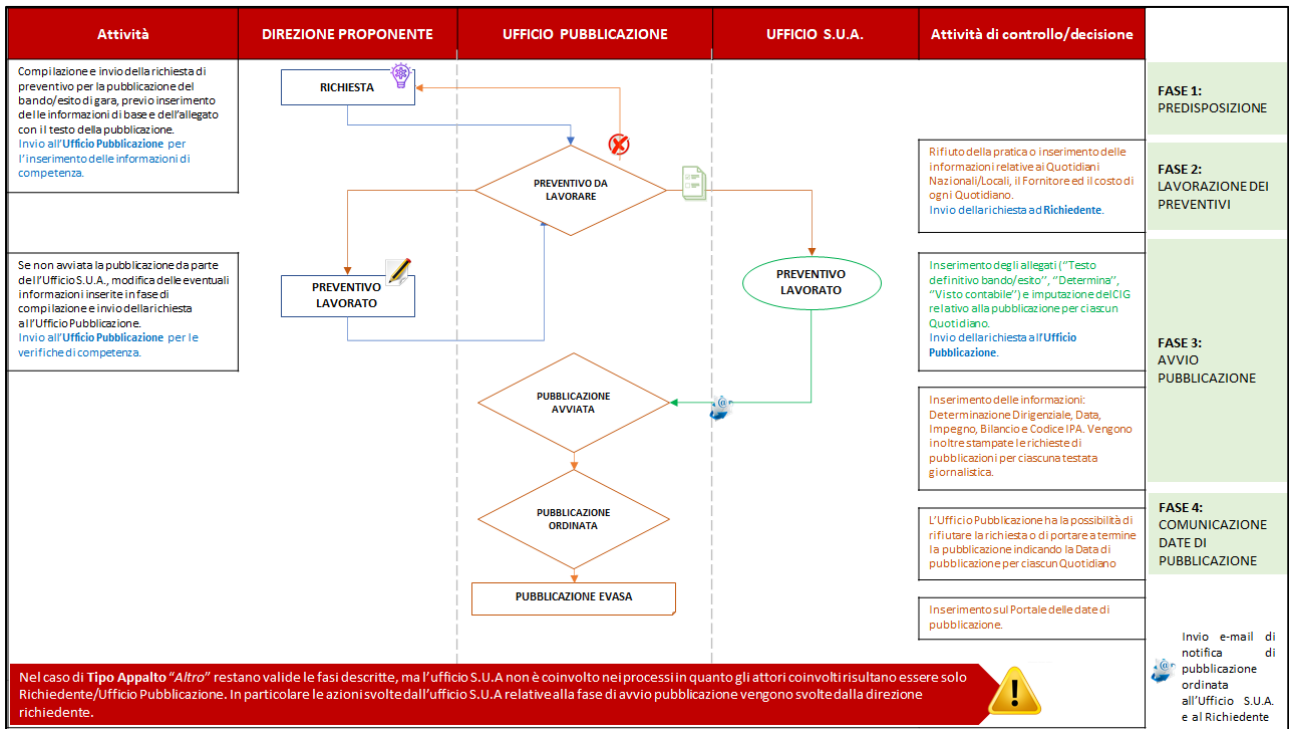 Attività
DIREZIONE PROPONENTE
UFFICIO PUBBLICAZIONE
UFFICIO S.U.A.
Attività di controllo/decisione
Compilazione e invio della richiesta di
preventivo per la pubblicazione del
bando/esito di gara, previo inserimento
delle informazioni di base e dell'allegato
con il testo della pubblicazione.
Invio all'Ufficio Pubblicazione per
l'inserimento delle informazioni di
competenza.
RICHIESTA
FASE 1:
PREDISPOSIZIONE
PREVENTIVO DA
LAVORARE
Rifiuto della pratica o inserimento delle
informazioni relative ai Quotidiani
Nazionali/Locali, il Fornitore ed il costo di
ogni Quotidiano.
Invio della richiesta ad Richiedente.
FASE 2:
LAVORAZIONE DEI
PREVENTIVI
Se non avviata la pubblicazione da parte
dell'Ufficio S.U.A., modifica delle eventuali
informazioni inserite in fase di
compilazione e invio della richiesta
all'Ufficio Pubblicazione.
Invio all'Ufficio Pubblicazione per le
verifiche di competenza.
PREVENTIVO
LAVORATO
PREVENTIVO
LAVORATO
Inserimento degli allegati ("Testo
definitivo bando/esito", "Determina",
"Visto contabile") e imputazione del CIG
relativo alla pubblicazione per ciascun
Quotidiano.
Invio della richiesta all'Ufficio
Pubblicazione.
FASE 3:
AVVIO
PUBBLICAZIONE
PUBBLICAZIONE
AVVIATA
Inserimento delle informazioni:
Determinazione Dirigenziale, Data,
Impegno, Bilancio e Codice IPA. Vengono
inoltre stampate le richieste di
pubblicazioni per ciascuna testata
giornalistica.
PUBBLICAZIONE
ORDINATA
L'Ufficio Pubblicazione ha la possibilità di
rifiutare la richiesta o di portare a termine
la pubblicazione indicando la Data di
pubblicazione per ciascun Quotidiano
FASE 4:
COMUNICAZIONE
DATE DI
PUBBLICAZIONE
PUBBLICAZIONE EVASA
Inserimento sul Portale delle date di
pubblicazione.
Invio e-mail di
notifica di
pubblicazione
ordinata
all'Ufficio S.U.A.
e al Richiedente
Nel caso di Tipo Appalto "Altro" restano valide le fasi descritte, ma l'ufficio S.U.A non è coinvolto nei processi in quanto gli attori coinvolti risultano essere solo
Richiedente/Ufficio Pubblicazione. In particolare le azioni svolte dall'ufficio S.U.A relative alla fase di avvio pubblicazione vengono svolte dalla direzione
richiedente.